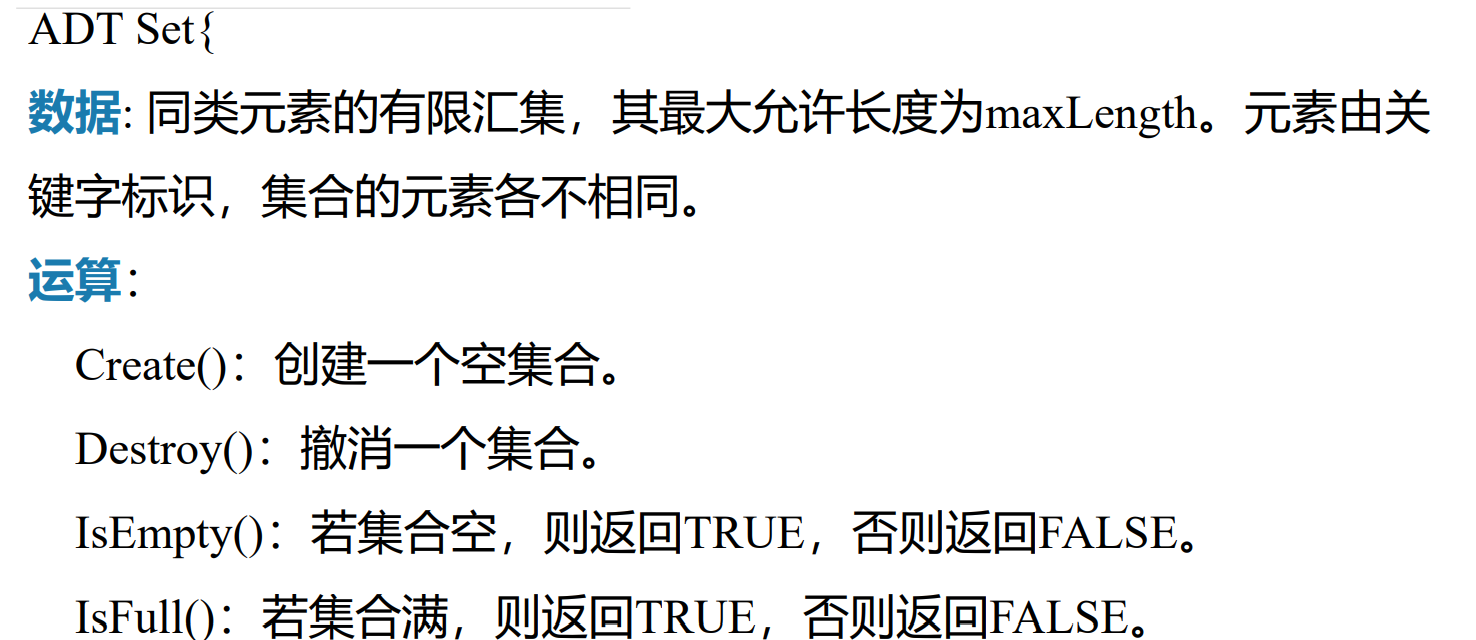 ADT Set{
数据: 同类元素的有限汇集，其最大允许长度为maxLength。元素由关
键字标识，集合的元素各不相同。
运算：
Create()：创建一个空集合。
Destroy()：撤消一个集合。
IsEmpty()：若集合空，则返回TRUE，否则返回FALSE。
IsFull()：若集合满，则返回TRUE，否则返回FALSE。